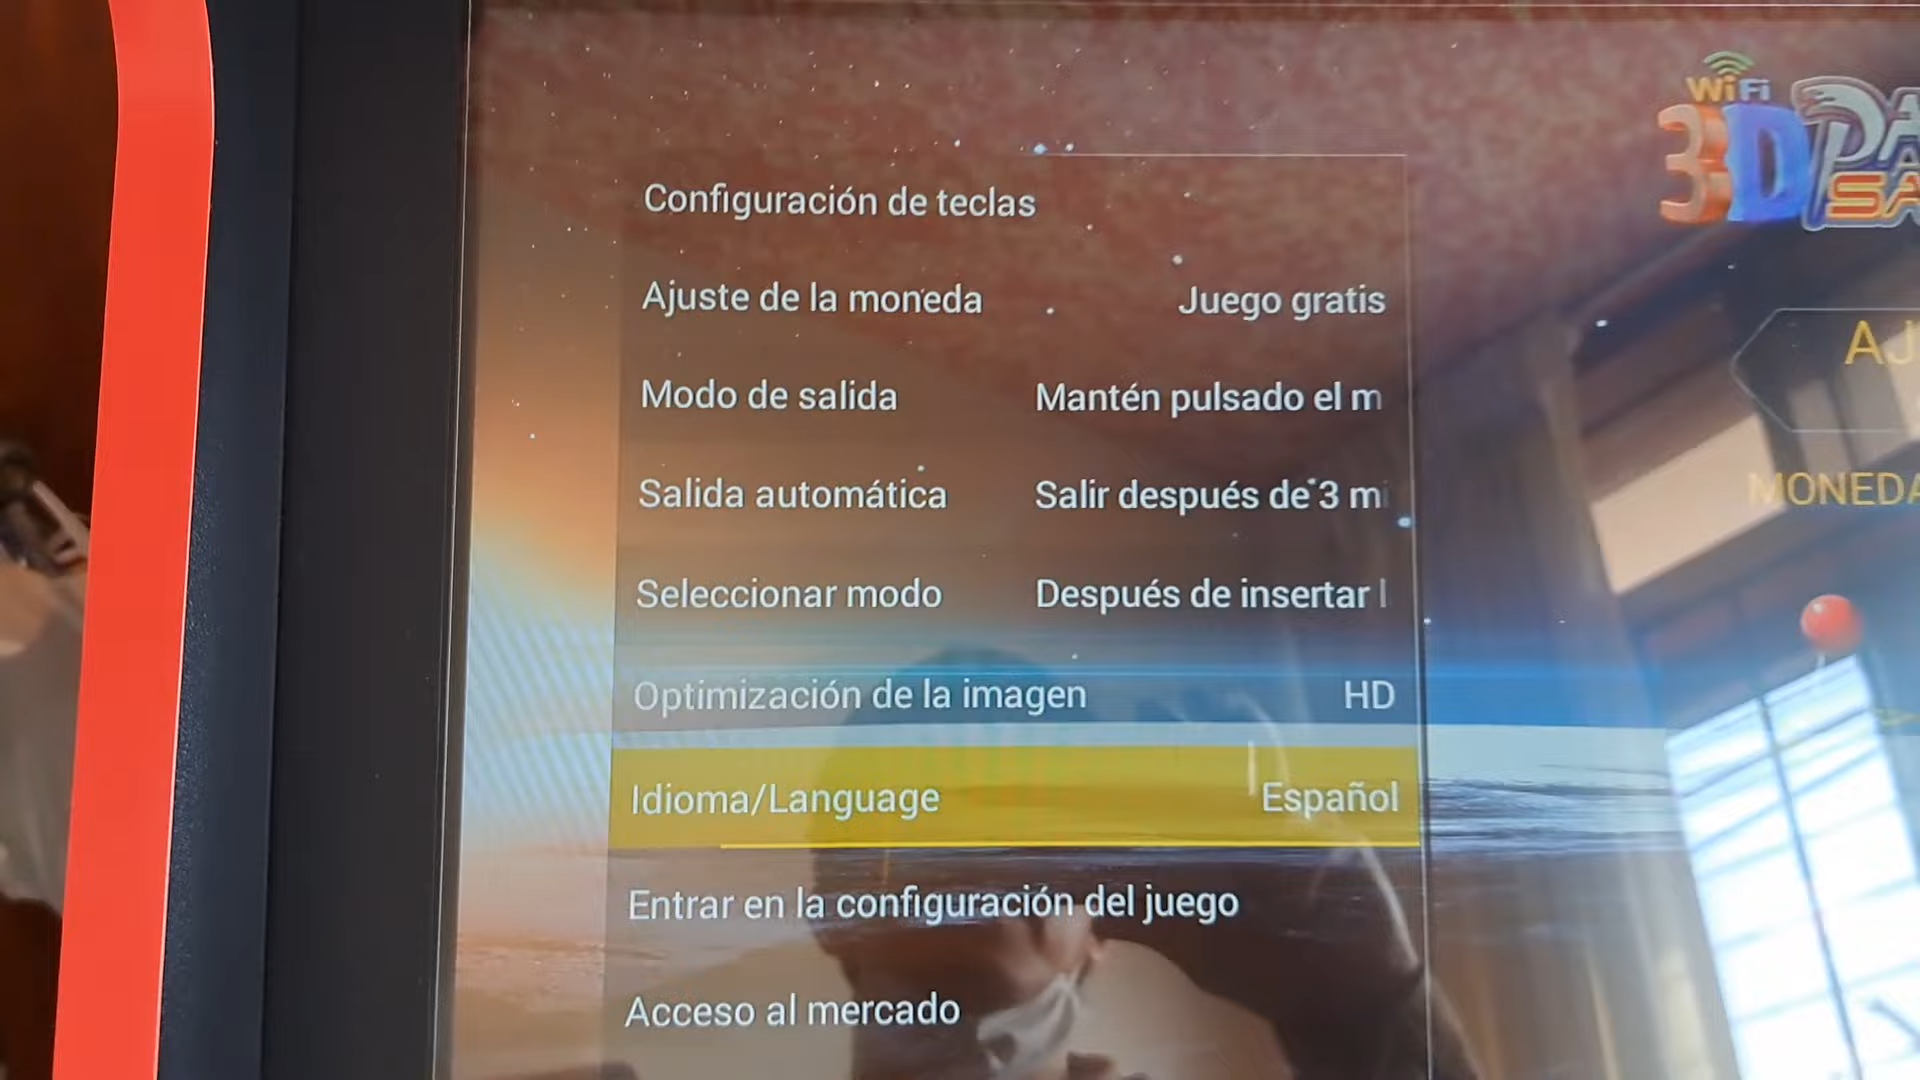 WiFi
3D
Configuración de teclas
Ajuste de la moneda Juego gratis
Modo de salida Mantén pulsado el m
Salida automática Salir después de 3 m
Seleccionar modo Después de insertar
Optimización de la imagen HD
Idioma/Language Español
Entrar en la configuración del juego
Acceso al mercado
AJ
MONEDA